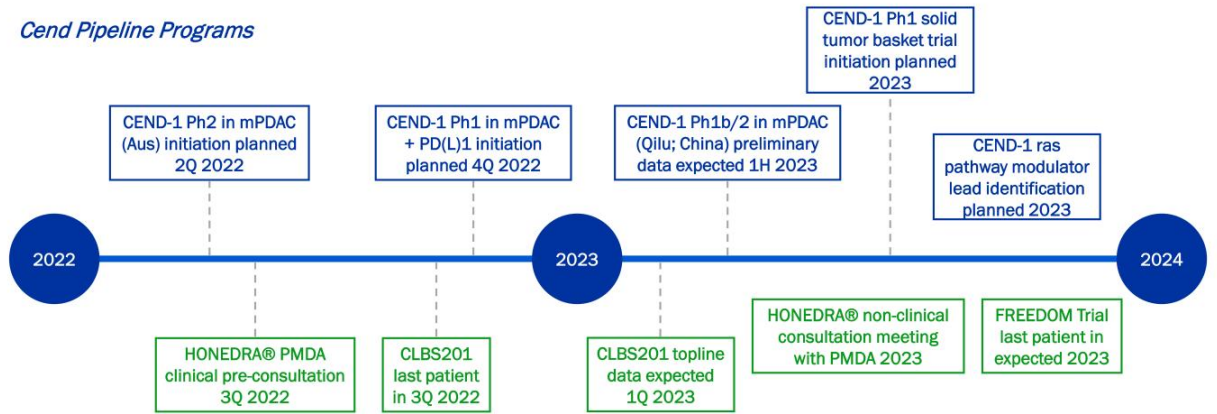 Cend Pipeline Programs
CEND-1 Ph1 solid
tumor basket trial
initiation planned
2023
CEND-1 Ph2 in mPDAC
(Aus) initiation planned
2Q 2022
CEND-1 Ph1 in mPDAC
+ PD(L)1 initiation
planned 4Q 2022
CEND-1 Ph1b/2 in mPDAC
(Qilu; China) preliminary
data expected 1H 2023
CEND-1 ras
pathway modulator
lead identification
planned 2023
2022
2023
2024
HONEDRA® PMDA
clinical pre-consultation
3Q 2022
CLBS201
last patient
in 3Q 2022
CLBS201 topline
data expected
1Q 2023
HONEDRA® non-clinical
consultation meeting
with PMDA 2023
FREEDOM Trial
last patient in
expected 2023